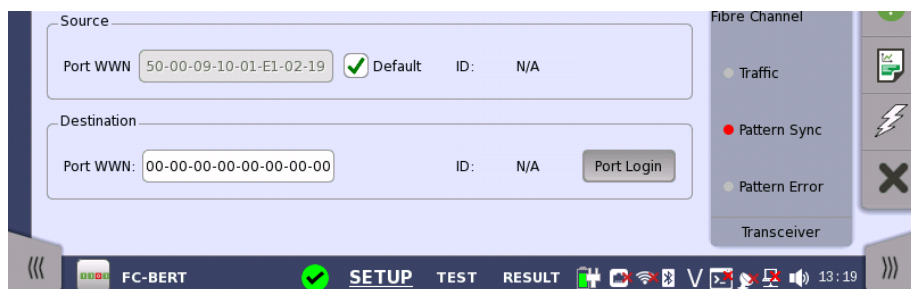 Source
Fibre Channel
Port WWN 50-00-09-10-01-E1-02-19 Default ID: N/A
Traffic
Destination
Pattern Sync
Port WWN: 00-00-00-00-00-00-00-00 ID: N/A Port Login
Pattern Error
Transceiver
FC-BERT SETUP TEST RESULT V 13:19